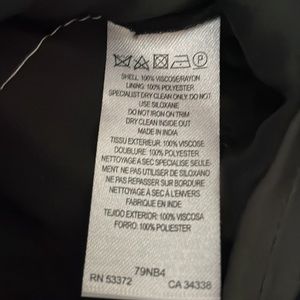 SHELL: 100% VISCOSE/RAYON
LINING: 100% POLYESTER
SPECIALIST DRY CLEAN ONLY DO NOT
USE SILOXANE
DO NOT IRON ON TRIM
DRY CLEAN INSIDE OUT
MADE IN INDIA
TISSU EXTERIEUR: 100% VISCOSE
DOUBLURE: 100% POLYESTER
NETTOYAGE A SEC SPECIALISE SEULE-
MENT NE PAS UTILISER DE SILOXANE
NE PAS REPASSER SUR BORDURE
NETTOYAGE A SEC À L'ENVERS
FABRIQUE EN INDE
TEJIDO EXTERIOR: 100% VISCOSA
FORRO: 100% POLYESTER
79NB4
RN 53372 CA 34338